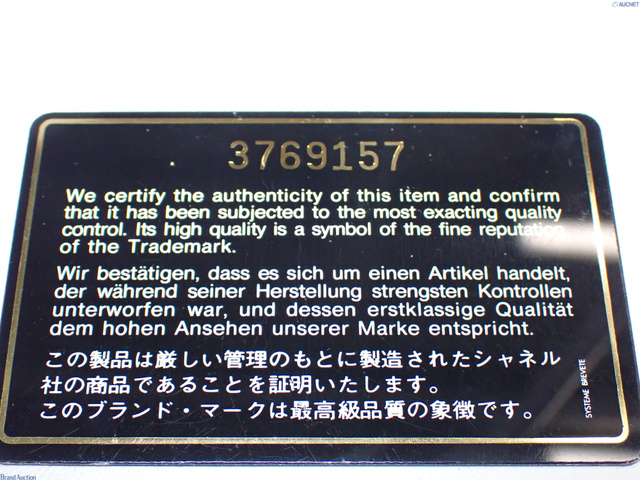 AUCNET
3769157
We certify the authenticity of this item and confirm
that it has been subjected to the most exacting quality
control. Its high quality is a symbol of the fine reputation
of the Trademark.
Wir bestätigen, dass es sich um einen Artikel handelt,
der während seiner Herstellung strengsten Kontrollen
unterworfen war, und dessen erstklassige Qualität
dem hohen Ansehen unserer Marke entspricht.
この製品は厳しい管理のもとに製造されたシャネル
社の商品であることを証明いたします。
このブランド・マークは最高級品質の象徴です。
SYSTEME BREVETE
Brand Auction